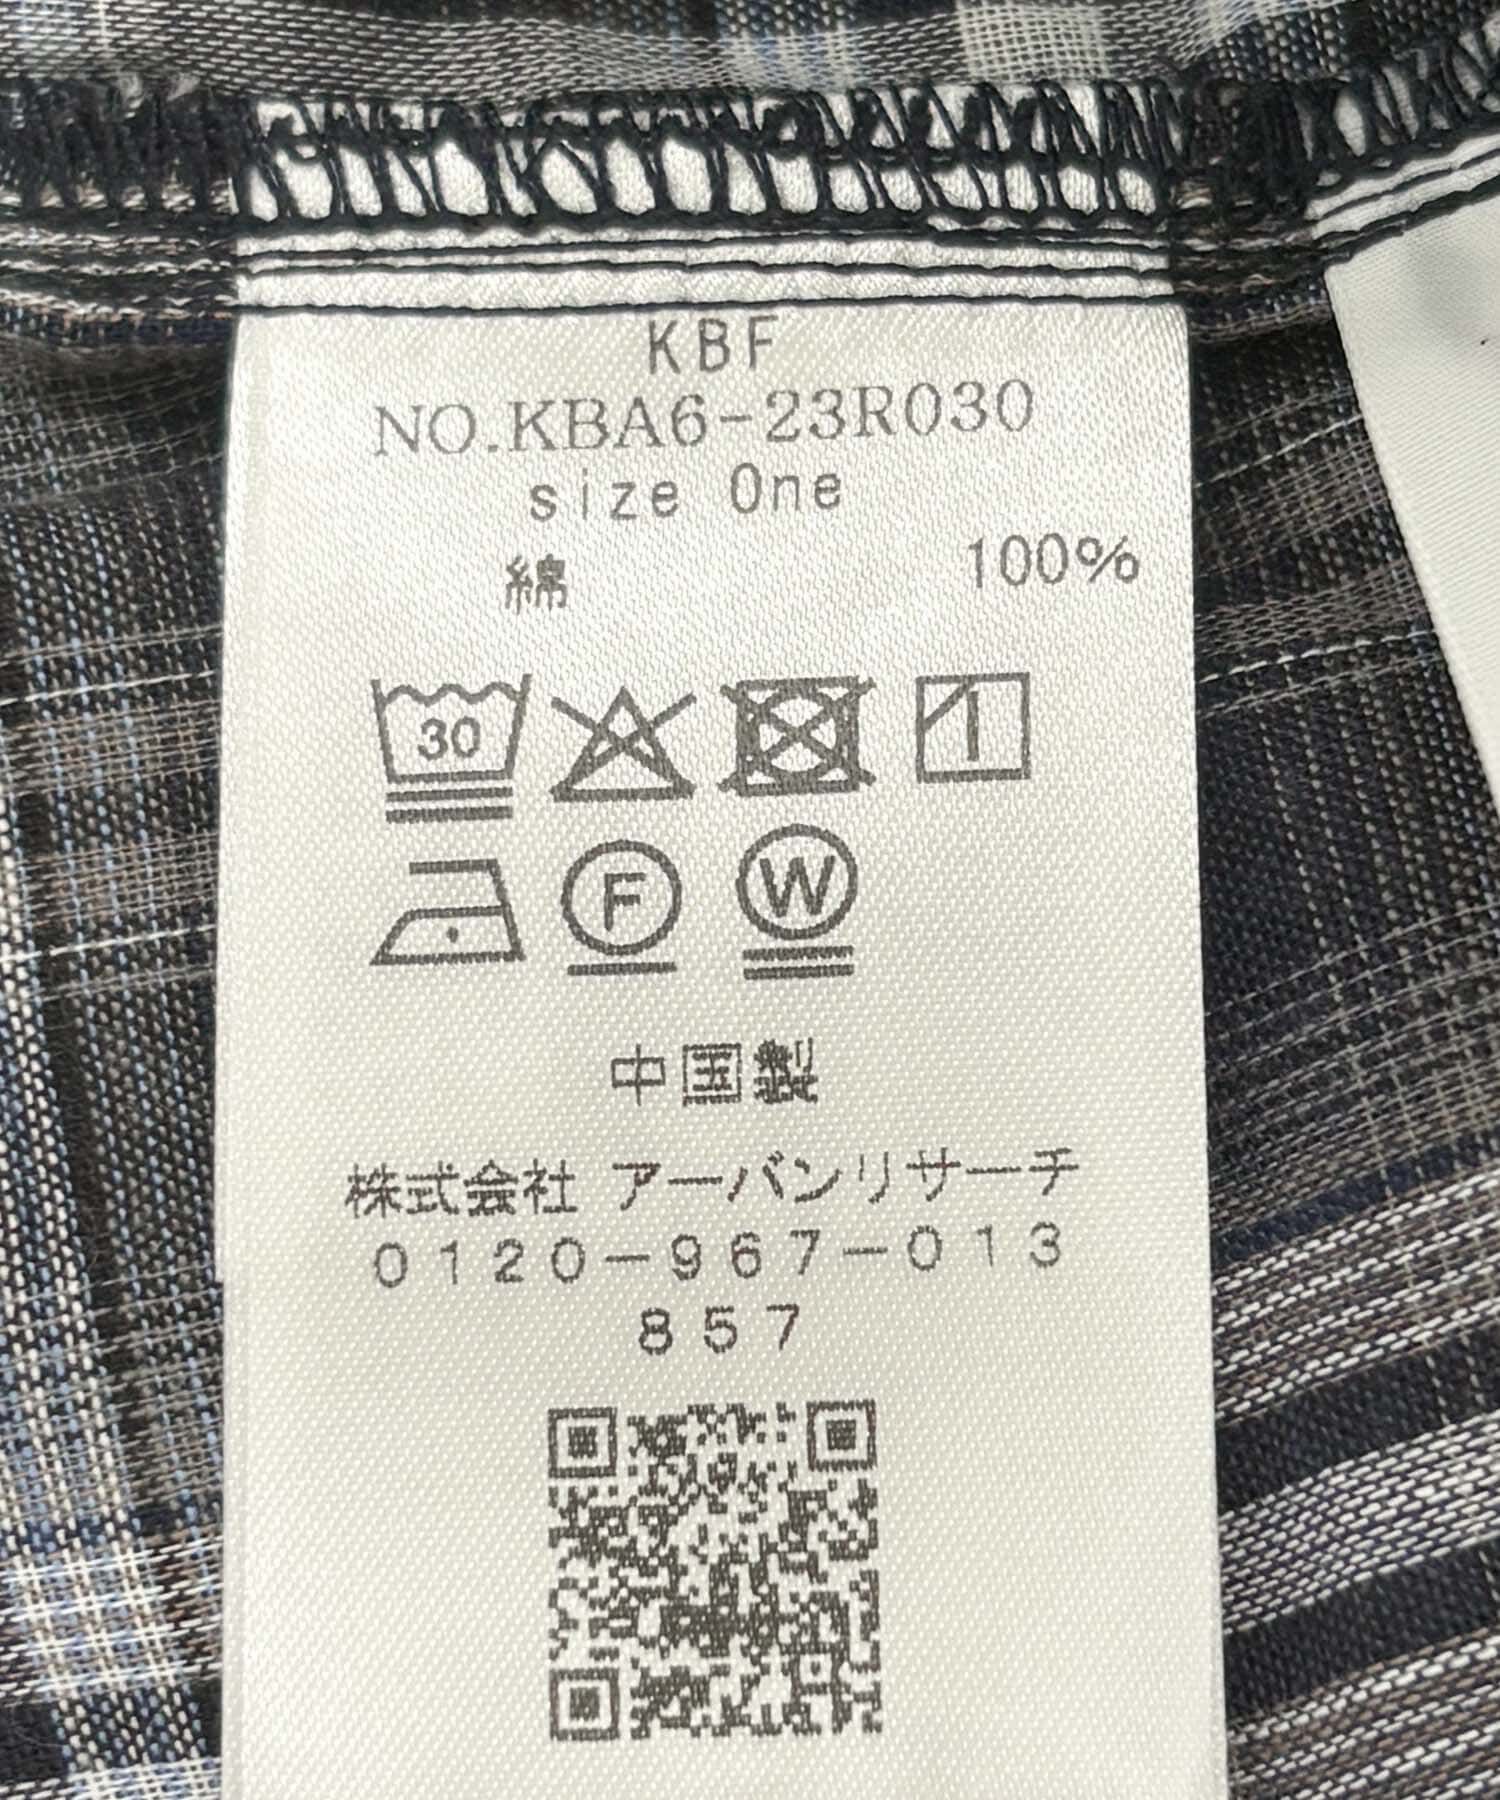 KBF
NO.KBA6-23R030
size One
綿 100%
30
F W
中国製
株式会社 アーバンリサーチ
0120-967-013
857